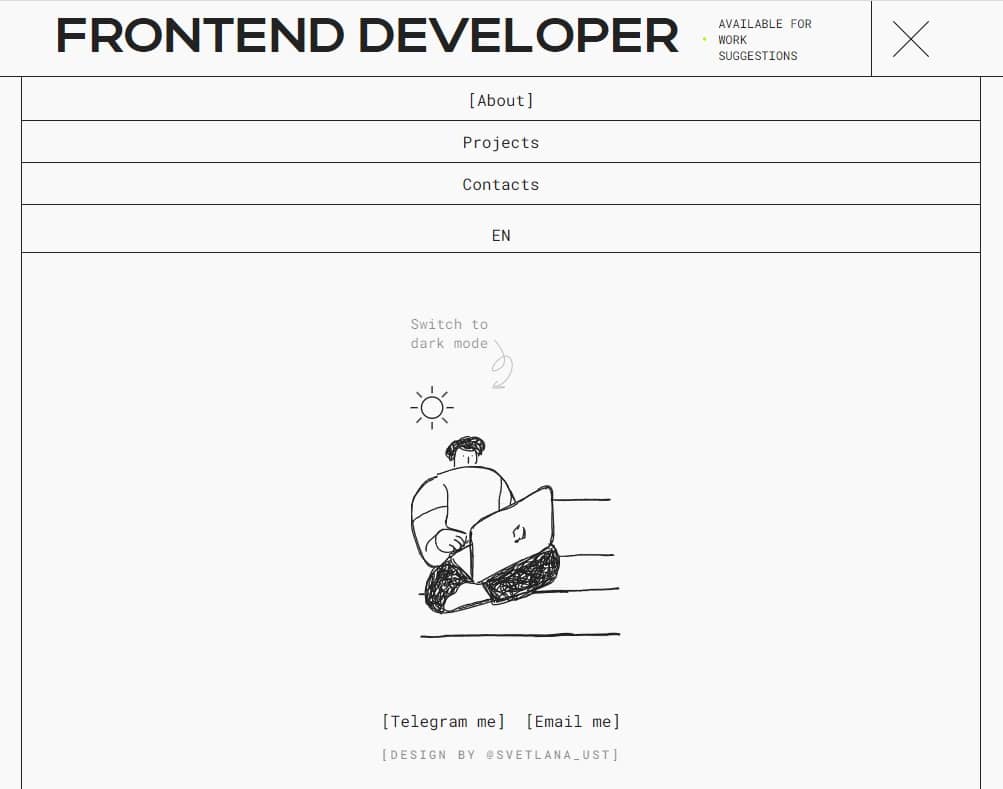 FRONTEND DEVELOPER
AVAILABLE FOR
WORK
SUGGESTIONS
[About]
Projects
Contacts
EN
Switch to
dark mode
[Telegram me] [Email me]
[DESIGN BY @SVETLANA_UST]